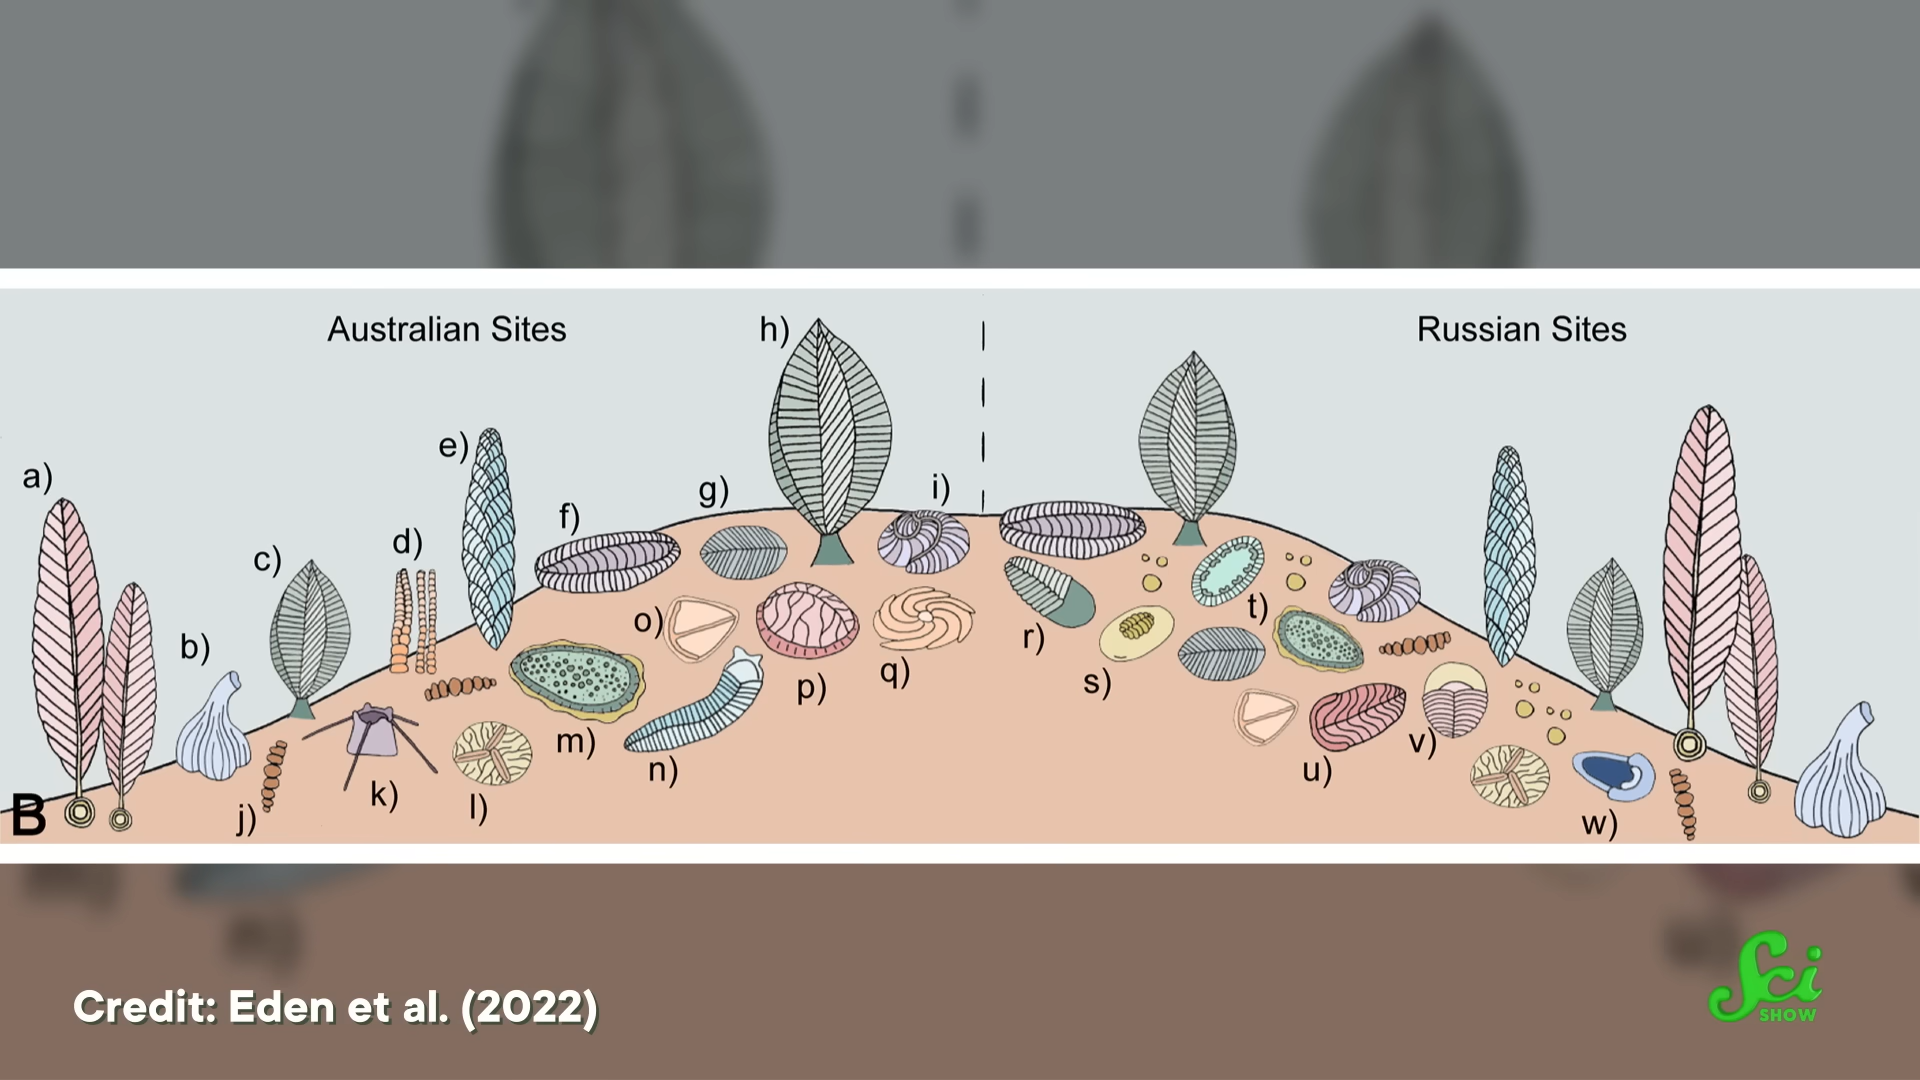 Australian Sites
Russian Sites
h)
e)
a)
g)
i)
f)
d)
c)
b)
o)
t)
r)
q)
s)
p)
m)
v)
n)
u)
k)
l)
j)
w)
B
Credit: Eden et al. (2022)
Sci
SHOW